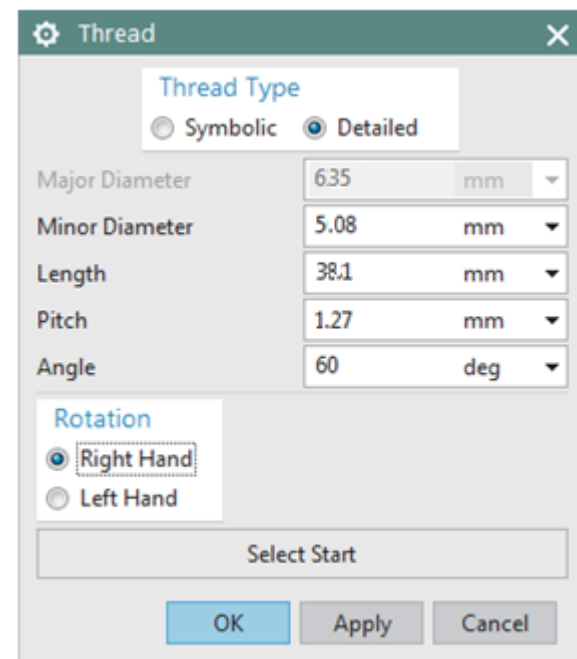 Thread
Thread Type
Symbolic Detailed
Major Diameter 6.35 mm
Minor Diameter 5.08 mm
Length 38.1 mm
Pitch 1.27 mm
Angle 60 deg
Rotation
Right Hand
Left Hand
Select Start
OK Apply Cancel